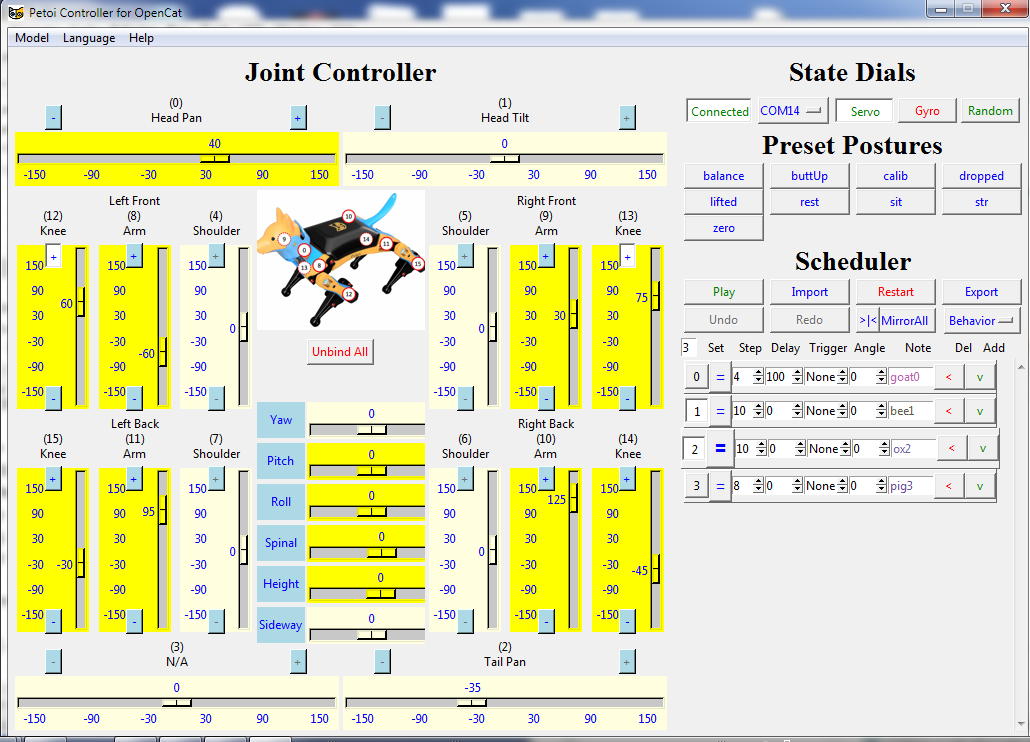 Petoi Controller for OpenCat
Model Language Help
Joint Controller
(0)
Head Pan
- +
40
-150 -90 -30 30 90 150
(1)
Head Tilt
- +
0
-150 -90 -30 30 90 150
Left Front
(12) (8) (4)
Knee Arm Shoulder
+ + +
150 150 150
90 90 90
60
30 30 30
0
-30 -30 -30
-60
-90 -90 -90
-150 -150 -150
- - -
10
9 14 11
0
13 8 15
12
Unbind All
Right Front
(5) (9) (13)
Shoulder Arm Knee
+ + +
150 150 150
90 90 90
75
30 30 30
30
0
-30 -30 -30
-90 -90 -90
-150 -150 -150
- - -
Left Back
(15) (11) (7)
Knee Arm Shoulder
+ + +
150 150 150
90 90 90
95
30 30 30
0
-30 -30 -30
-30
-90 -90 -90
-150 -150 -150
- - -
Yaw 0
Pitch 0
Roll 0
Spinal 0
Height 0
Sideway 0
Right Back
(6) (10) (14)
Shoulder Arm Knee
+ + +
150 150 150
125
90 90 90
30 30 30
0
-30 -30 -30
-45
-90 -90 -90
-150 -150 -150
- - -
(3)
N/A
- +
0
-150 -90 -30 30 90 150
(2)
Tail Pan
- +
-35
-150 -90 -30 30 90 150
State Dials
Connected COM14 Servo Gyro Random
Preset Postures
balance buttUp calib dropped
lifted rest sit str
zero
Scheduler
Play Import Restart Export
Undo Redo >|< MirrorAll Behavior
3 Set Step Delay Trigger Angle Note Del Add
0 = 4 100 None 0 goat0 < v
1 = 10 0 None 0 bee1 < v
2 = 10 0 None 0 ox2 < v
3 = 8 0 None 0 pig3 < v